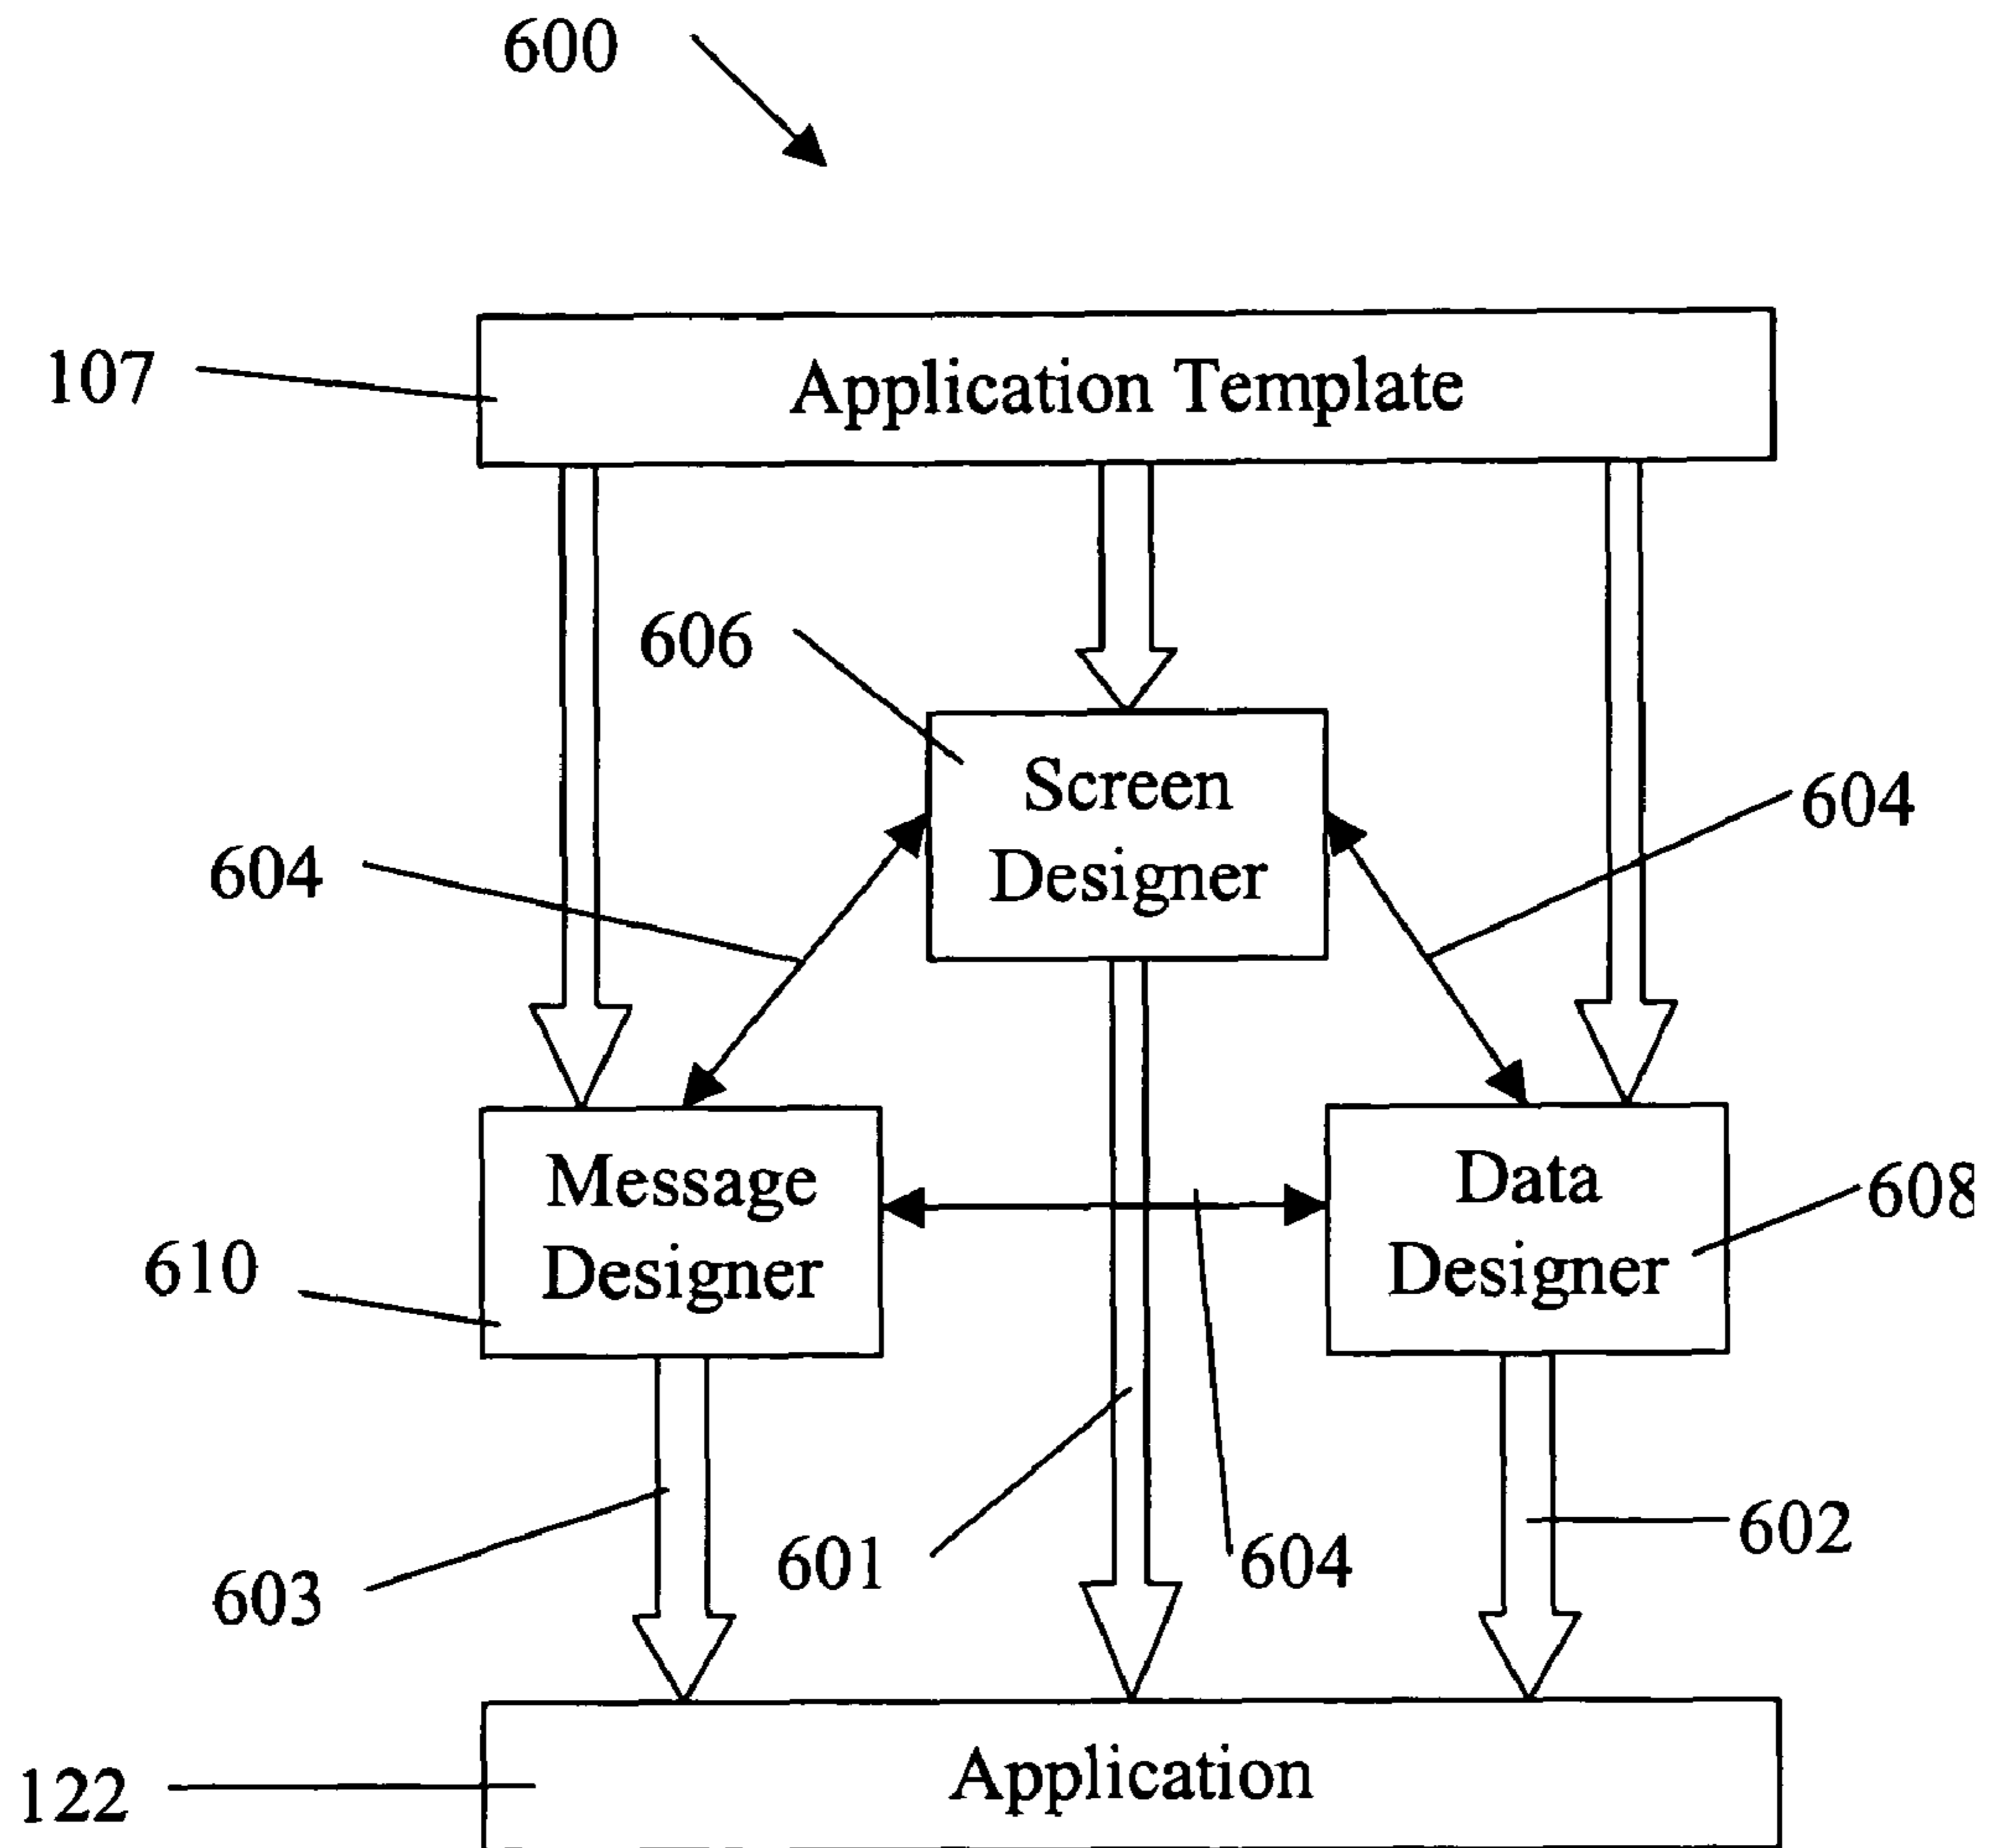 600
107
Application Template
606
Screen
Designer
604
604
Message
Designer
Data
Designer
608
610
603
601
604
602
122
Application